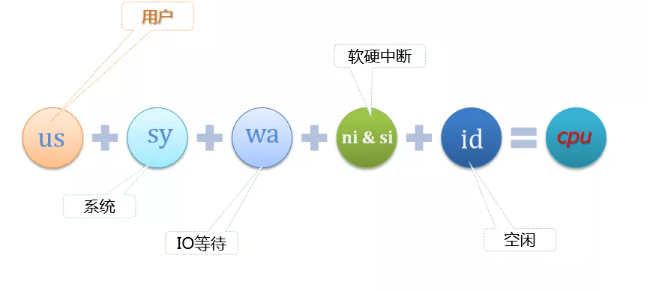 用户
软硬中断
us + sy + wa + ni & si + id = cpu
系统
IO等待
空闲